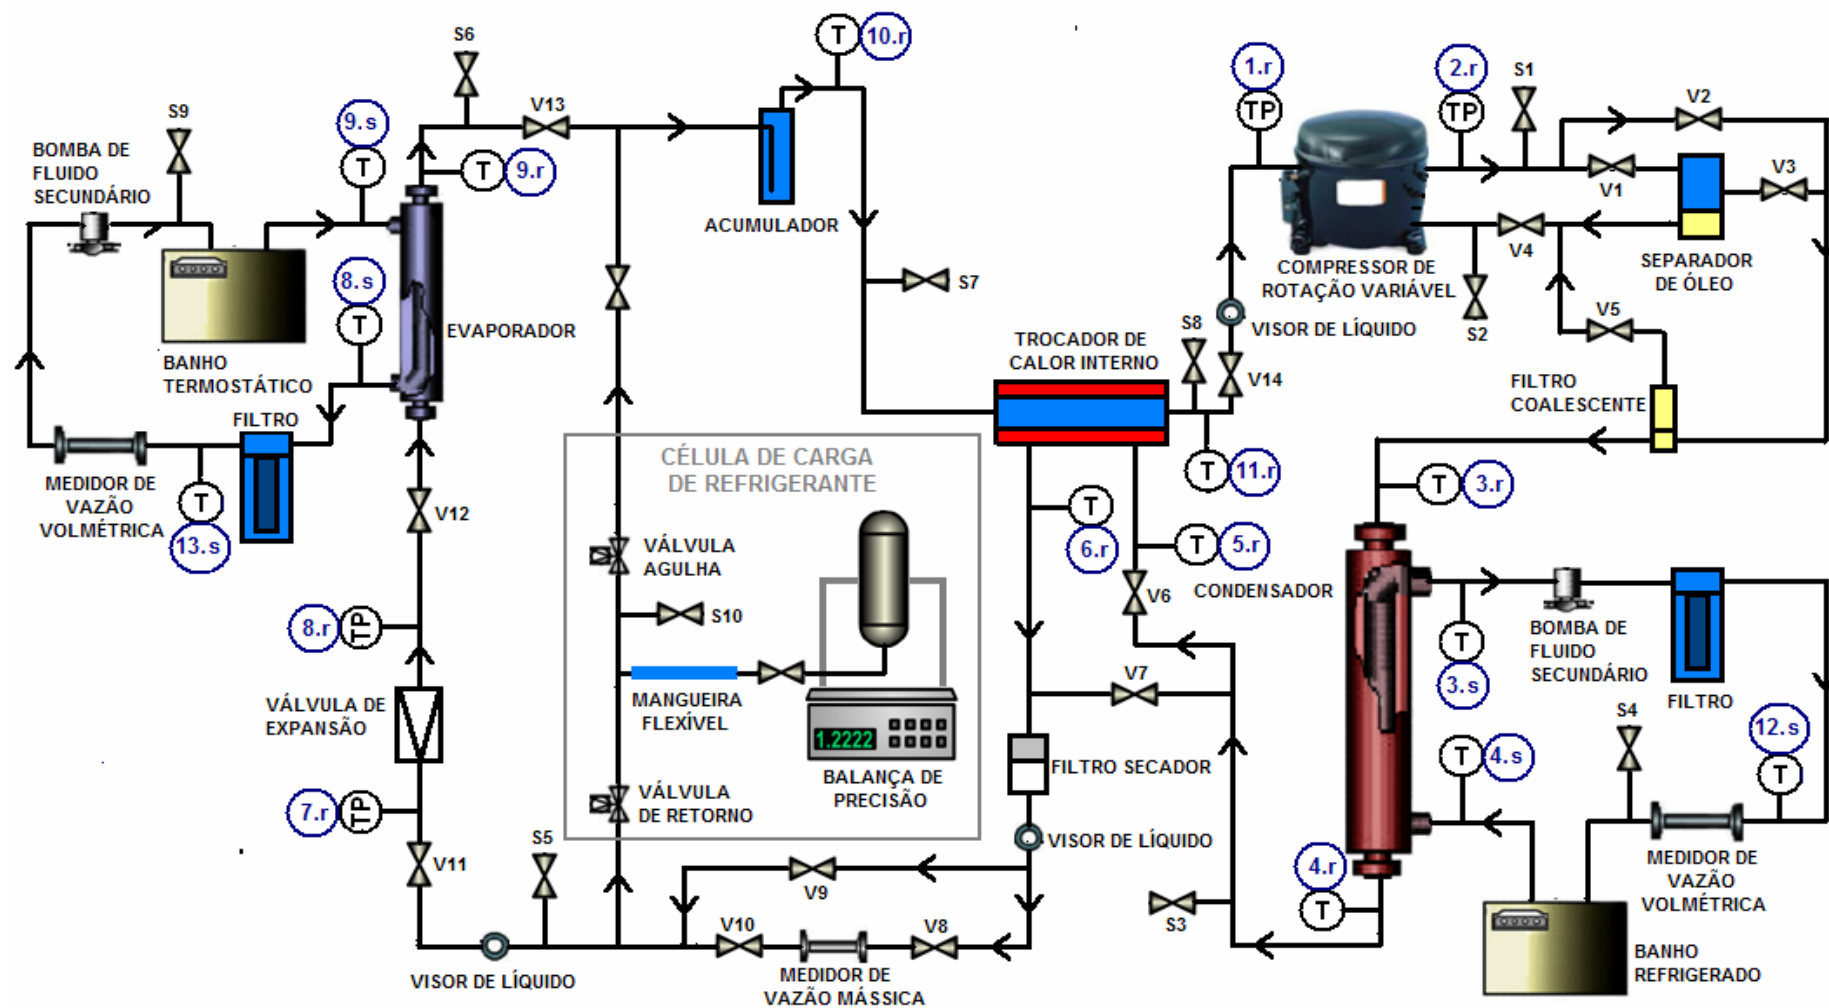 S6
T
10.r
1.r
TP
2.r
TP
S1
V2
S9
9.s
T
V13
T
9.r
BOMBA DE
FLUIDO
SECUNDÁRIO
ACUMULADOR
V1
V3
V4
SEPARADOR
DE ÓLEO
8.s
T
EVAPORADOR
S7
COMPRESSOR DE
ROTAÇÃO VARIÁVEL
S2
V5
VISOR DE LÍQUIDO
S8
V14
TROCADOR DE
CALOR INTERNO
BANHO
TERMOSTÁTICO
FILTRO
FILTRO
COALESCENTE
CÉLULA DE CARGA
DE REFRIGERANTE
T
11.r
T
3.r
MEDIDOR DE
VAZÃO
VOLMÉTRICA
T
13.s
V12
T
6.r
T
5.r
VÁLVULA
AGULHA
V6
CONDENSADOR
S10
8.r
TP
BOMBA DE
FLUIDO
SECUNDÁRIO
T
3.s
FILTRO
MANGUEIRA
FLEXÍVEL
V7
VÁLVULA DE
EXPANSÃO
1.2222
S4
12.s
T
T
4.s
FILTRO SECADOR
BALANÇA DE
PRECISÃO
VÁLVULA
DE RETORNO
7.r
TP
S5
VISOR DE LÍQUIDO
V11
V9
4.r
T
MEDIDOR DE
VAZÃO
VOLMÉTRICA
S3
V10
V8
VISOR DE LÍQUIDO
MEDIDOR DE
VAZÃO MÁSSICA
BANHO
REFRIGERADO